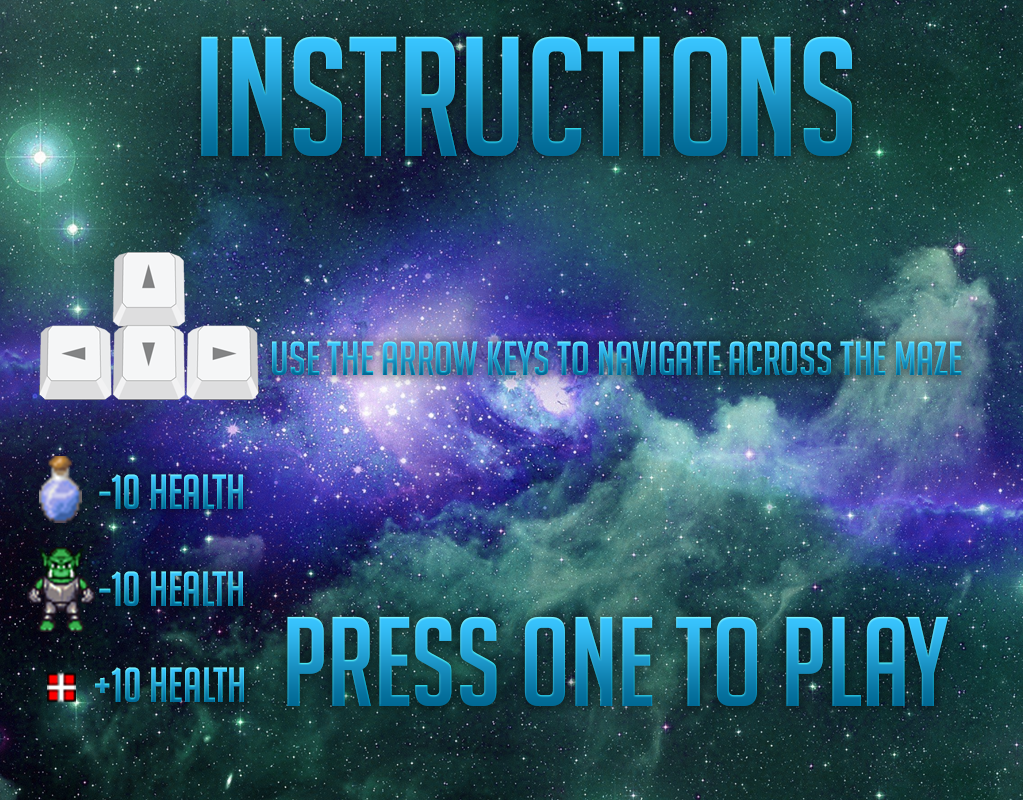 INSTRUCTIONS
USE THE ARROW KEYS TO NAVIGATE ACROSS THE MAZE
-10 HEALTH
-10 HEALTH
+10 HEALTH
PRESS ONE TO PLAY